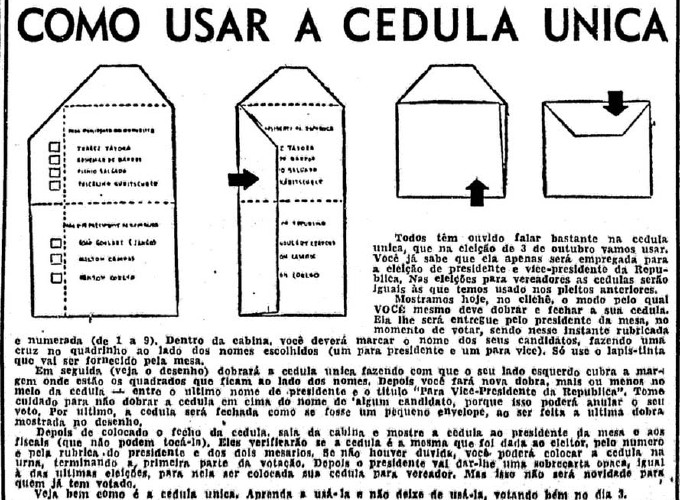 COMO USAR A CEDULA UNICA
PARA PRESIDENTE DA REPUBLICA
JUAREZ TAVORA
ADEMAR DE BARROS
PLINIO SALGADO
JUSCELINO KUBITSCHECK
PARA VICE-PRESIDENTE DA REPUBLICA
JOÃO GOULART (JANGO)
MILTON CAMPOS
DANTON COELHO
Todos têm ouvido falar bastante na cedula
unica, que na eleição de 3 de outubro vamos usar.
Você já sabe que ela apenas será empregada para
a eleição de presidente e vice-presidente da Repu-
blica. Nas eleições para vereadores as cedulas serão
iguais às que temos usado nos pleitos anteriores.
Mostramos hoje, no clichê, o modo pelo qual
VOCÊ mesmo deve dobrar e fechar a sua cedula.
Ela lhe será entregue pelo presidente da mesa, no
momento de votar, sendo nesse instante rubricada
e numerada (de 1 a 9). Dentro da cabina, você deverá marcar o nome dos seus candidatos, fazendo uma
cruz no quadrinho ao lado dos nomes escolhidos (um para presidente e um para vice). Só use o lapis-tinta
que vai ser fornecido pela mesa.
Em seguida (veja o desenho) dobrará a cedula unica fazendo com que o seu lado esquerdo cubra a mar-
gem onde estão os quadrados que ficam ao lado dos nomes. Depois você fará nova dobra, mais ou menos no
meio da cedula — entre o ultimo nome de presidente e o titulo "Para Vice-Presidente da Republica". Tome
cuidado para não dobrar a cedula em cima do nome de algum candidato, porque isso poderá anular o seu
voto. Por ultimo, a cedula será fechada como se fosse um pequeno envelope, ao ser feita a ultima dobra
mostrada no desenho.
Depois de colocado o fecho da cedula, saia da cabina e mostre a cedula ao presidente da mesa e aos
fiscais (que não podem tocá-la). Eles verificarão se a cedula é a mesma que foi dada ao eleitor, pelo numero
e pela rubrica do presidente e dos dois mesarios. Se não houver duvida, você poderá colocar a cedula na
urna, terminando a primeira parte da votação. Depois o presidente vai dar-lhe uma sobrecarta opaca, igual
à das ultimas eleições, para nela ser colocada sua cedula para vereador. Mas isso não será novidade para
quem já tem votado.
Veja bem como é a cedula unica. Aprenda a usá-la e não deixe de usá-la, votando bem no dia 3.